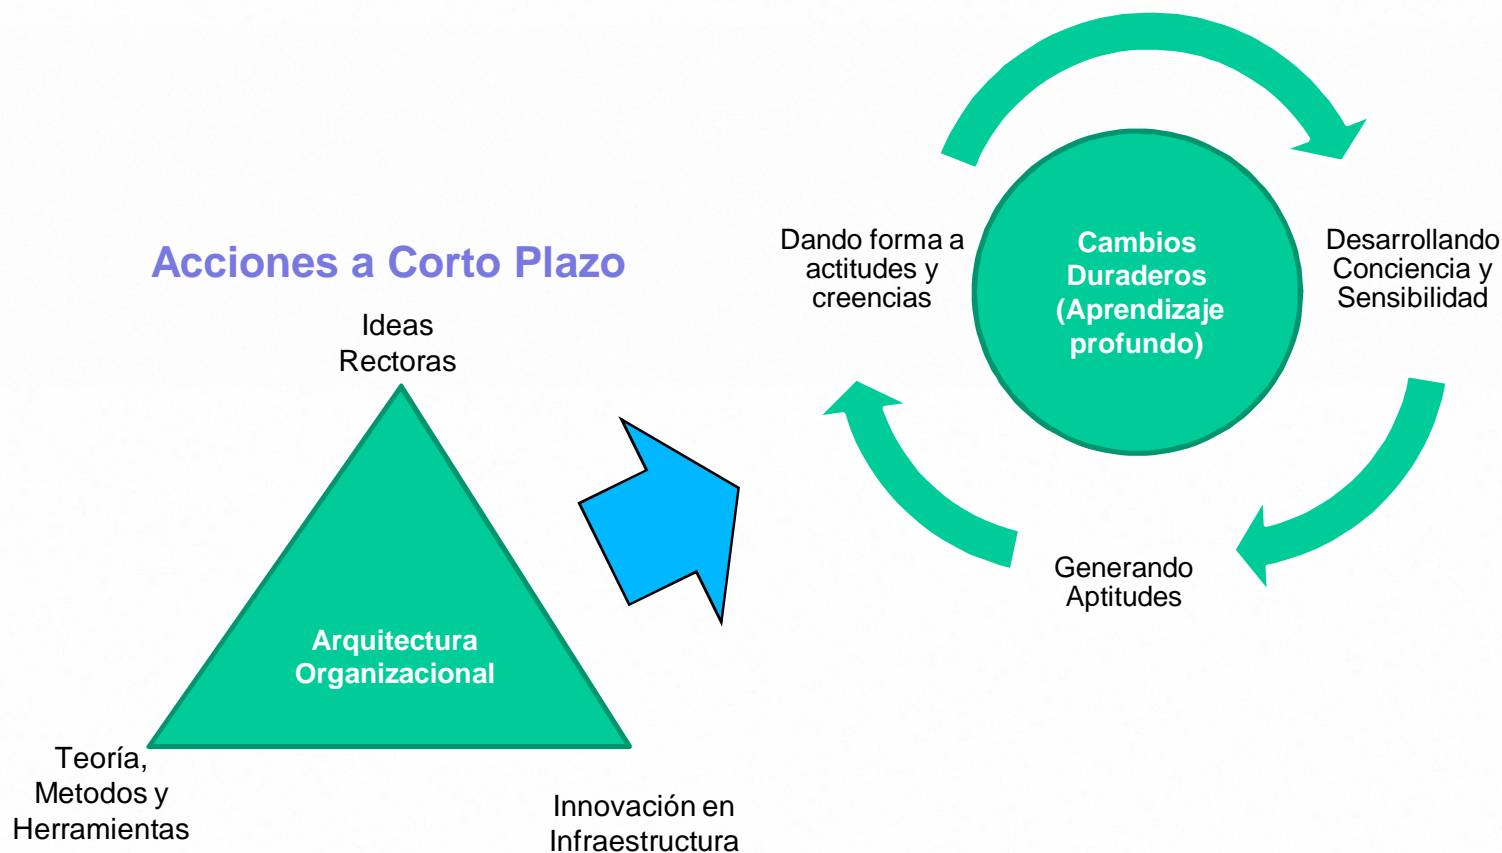 Acciones a Corto Plazo
Ideas
Rectoras
Arquitectura
Organizacional
Teoría,
Metodos y
Herramientas
Innovación en
Infraestructura
Dando forma a
actitudes y
creencias
Cambios
Duraderos
(Aprendizaje
profundo)
Desarrollando
Conciencia y
Sensibilidad
Generando
Aptitudes